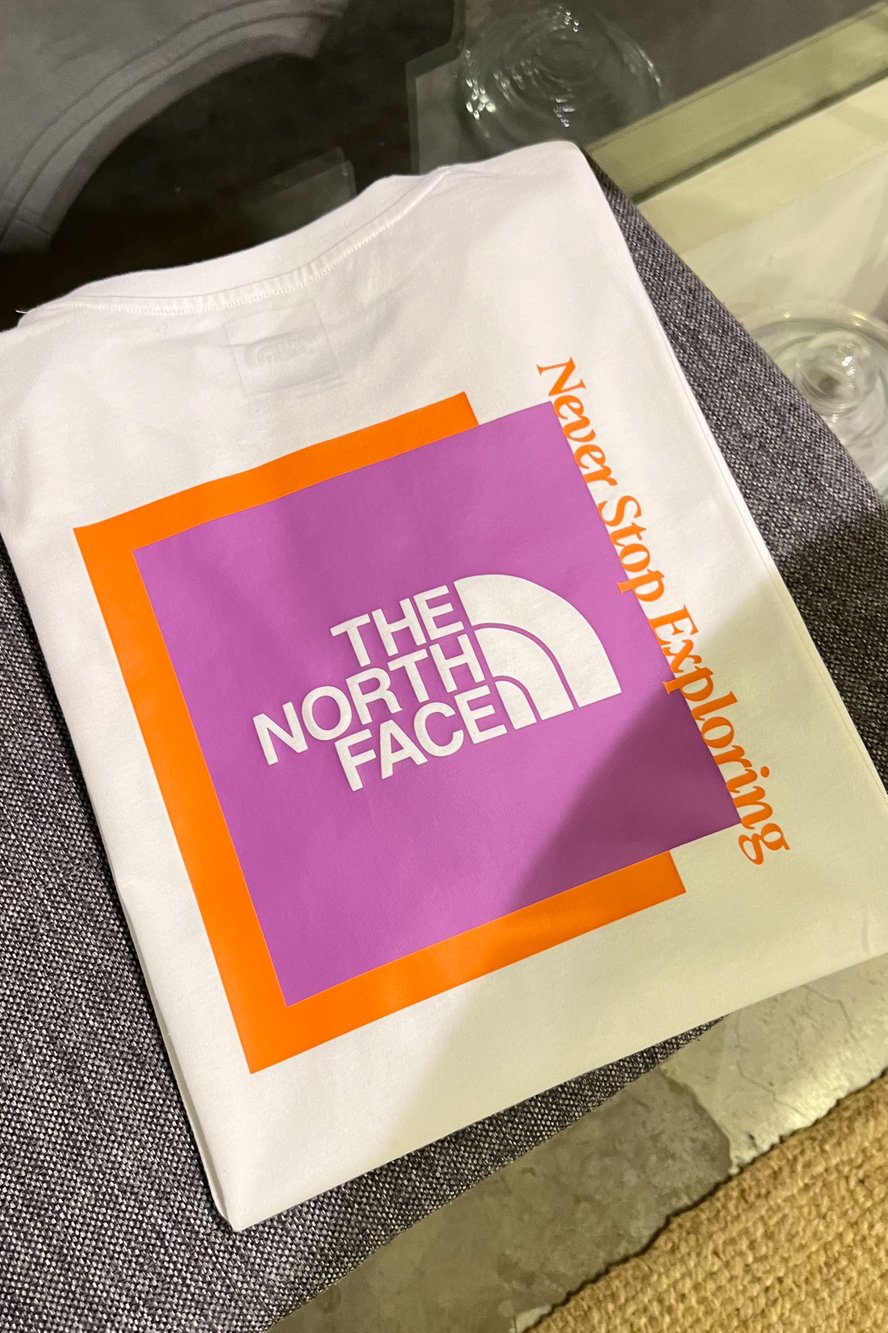 THE
NORTH
FACE
Never Stop Exploring